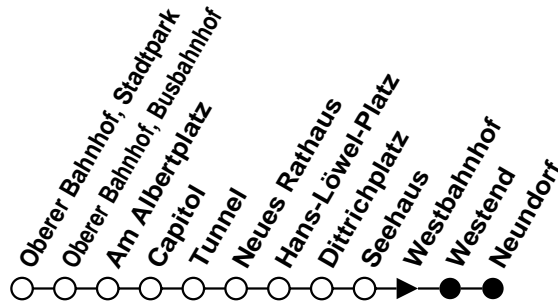 Oberer Bahnhof, Stadtpark
Oberer Bahnhof, Busbahnhof
Am Albertplatz
Capitol
Tunnel
Neues Rathaus
Hans-Löwel-Platz
Dittrichplatz
Seehaus
Westbahnhof
Westend
Neundorf